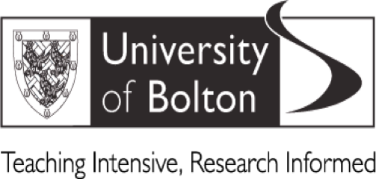 University
of Bolton
Teaching Intensive, Research Informed